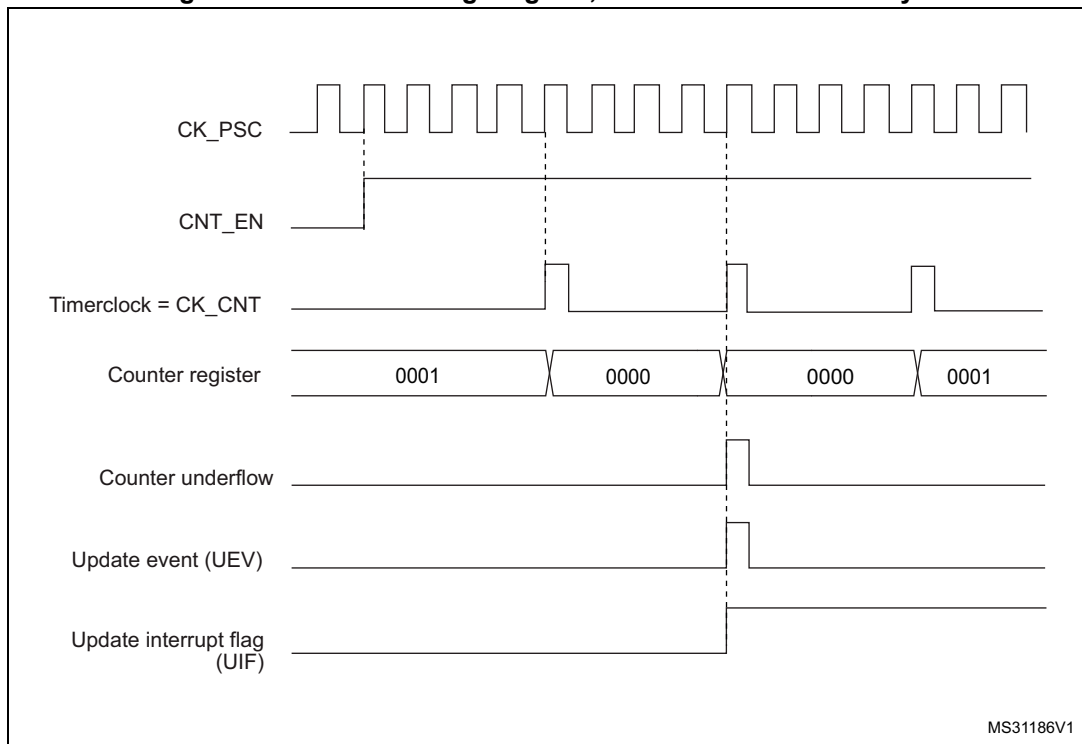 CK_PSC
CNT_EN
Timerclock = CK_CNT
Counter register
0001
0000
0000
0001
Counter underflow
Update event (UEV)
Update interrupt flag
(UIF)
MS31186V1